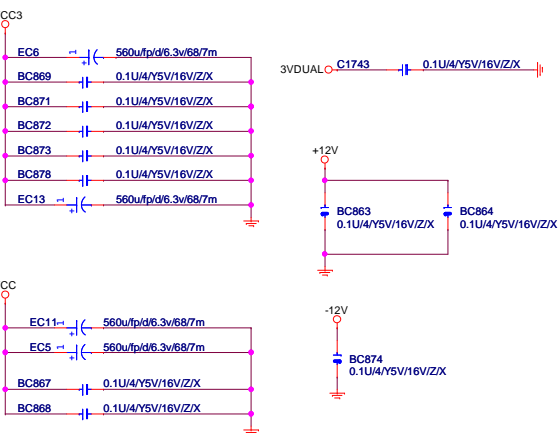 CC3
EC6 1 + 560u/fp/d/6.3v/68/7m
BC869 0.1U/4/Y5V/16V/Z/X
BC871 0.1U/4/Y5V/16V/Z/X
BC872 0.1U/4/Y5V/16V/Z/X
BC873 0.1U/4/Y5V/16V/Z/X
BC878 0.1U/4/Y5V/16V/Z/X
EC13 1 + 560u/fp/d/6.3v/68/7m
3VDUAL C1743 0.1U/4/Y5V/16V/Z/X
+12V
BC863
0.1U/4/Y5V/16V/Z/X
BC864
0.1U/4/Y5V/16V/Z/X
CC
EC11 1 + 560u/fp/d/6.3v/68/7m
EC5 1 + 560u/fp/d/6.3v/68/7m
BC867 0.1U/4/Y5V/16V/Z/X
BC868 0.1U/4/Y5V/16V/Z/X
-12V
BC874
0.1U/4/Y5V/16V/Z/X